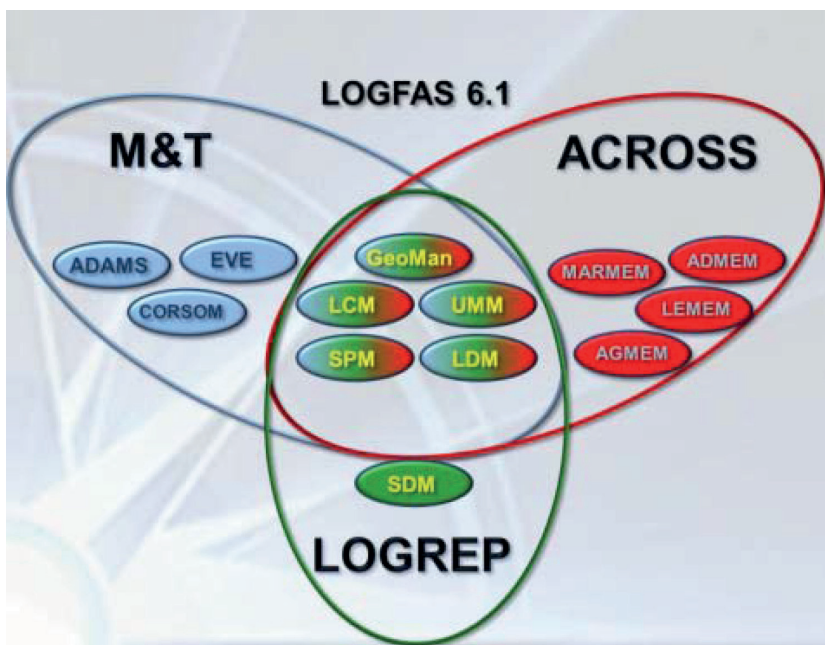 LOGFAS 6.1
M&T
ACROSS
ADAMS
EVE
CORSOM
GeoMan
LCM
UMM
SPM
LDM
MARMEM
ADMEM
LEMEM
AGMEM
SDM
LOGREP